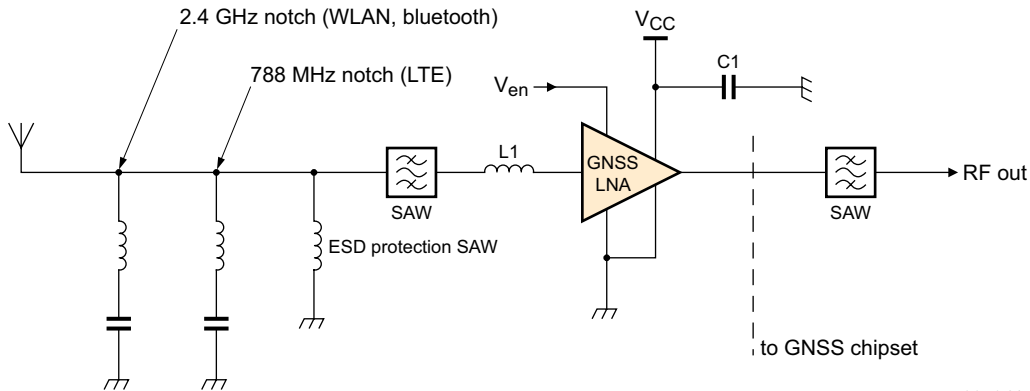 2.4 GHz notch (WLAN, bluetooth)
788 MHz notch (LTE)
VCC
C1
Ven
L1
GNSS
LNA
SAW
ESD protection SAW
SAW
RF out
to GNSS chipset